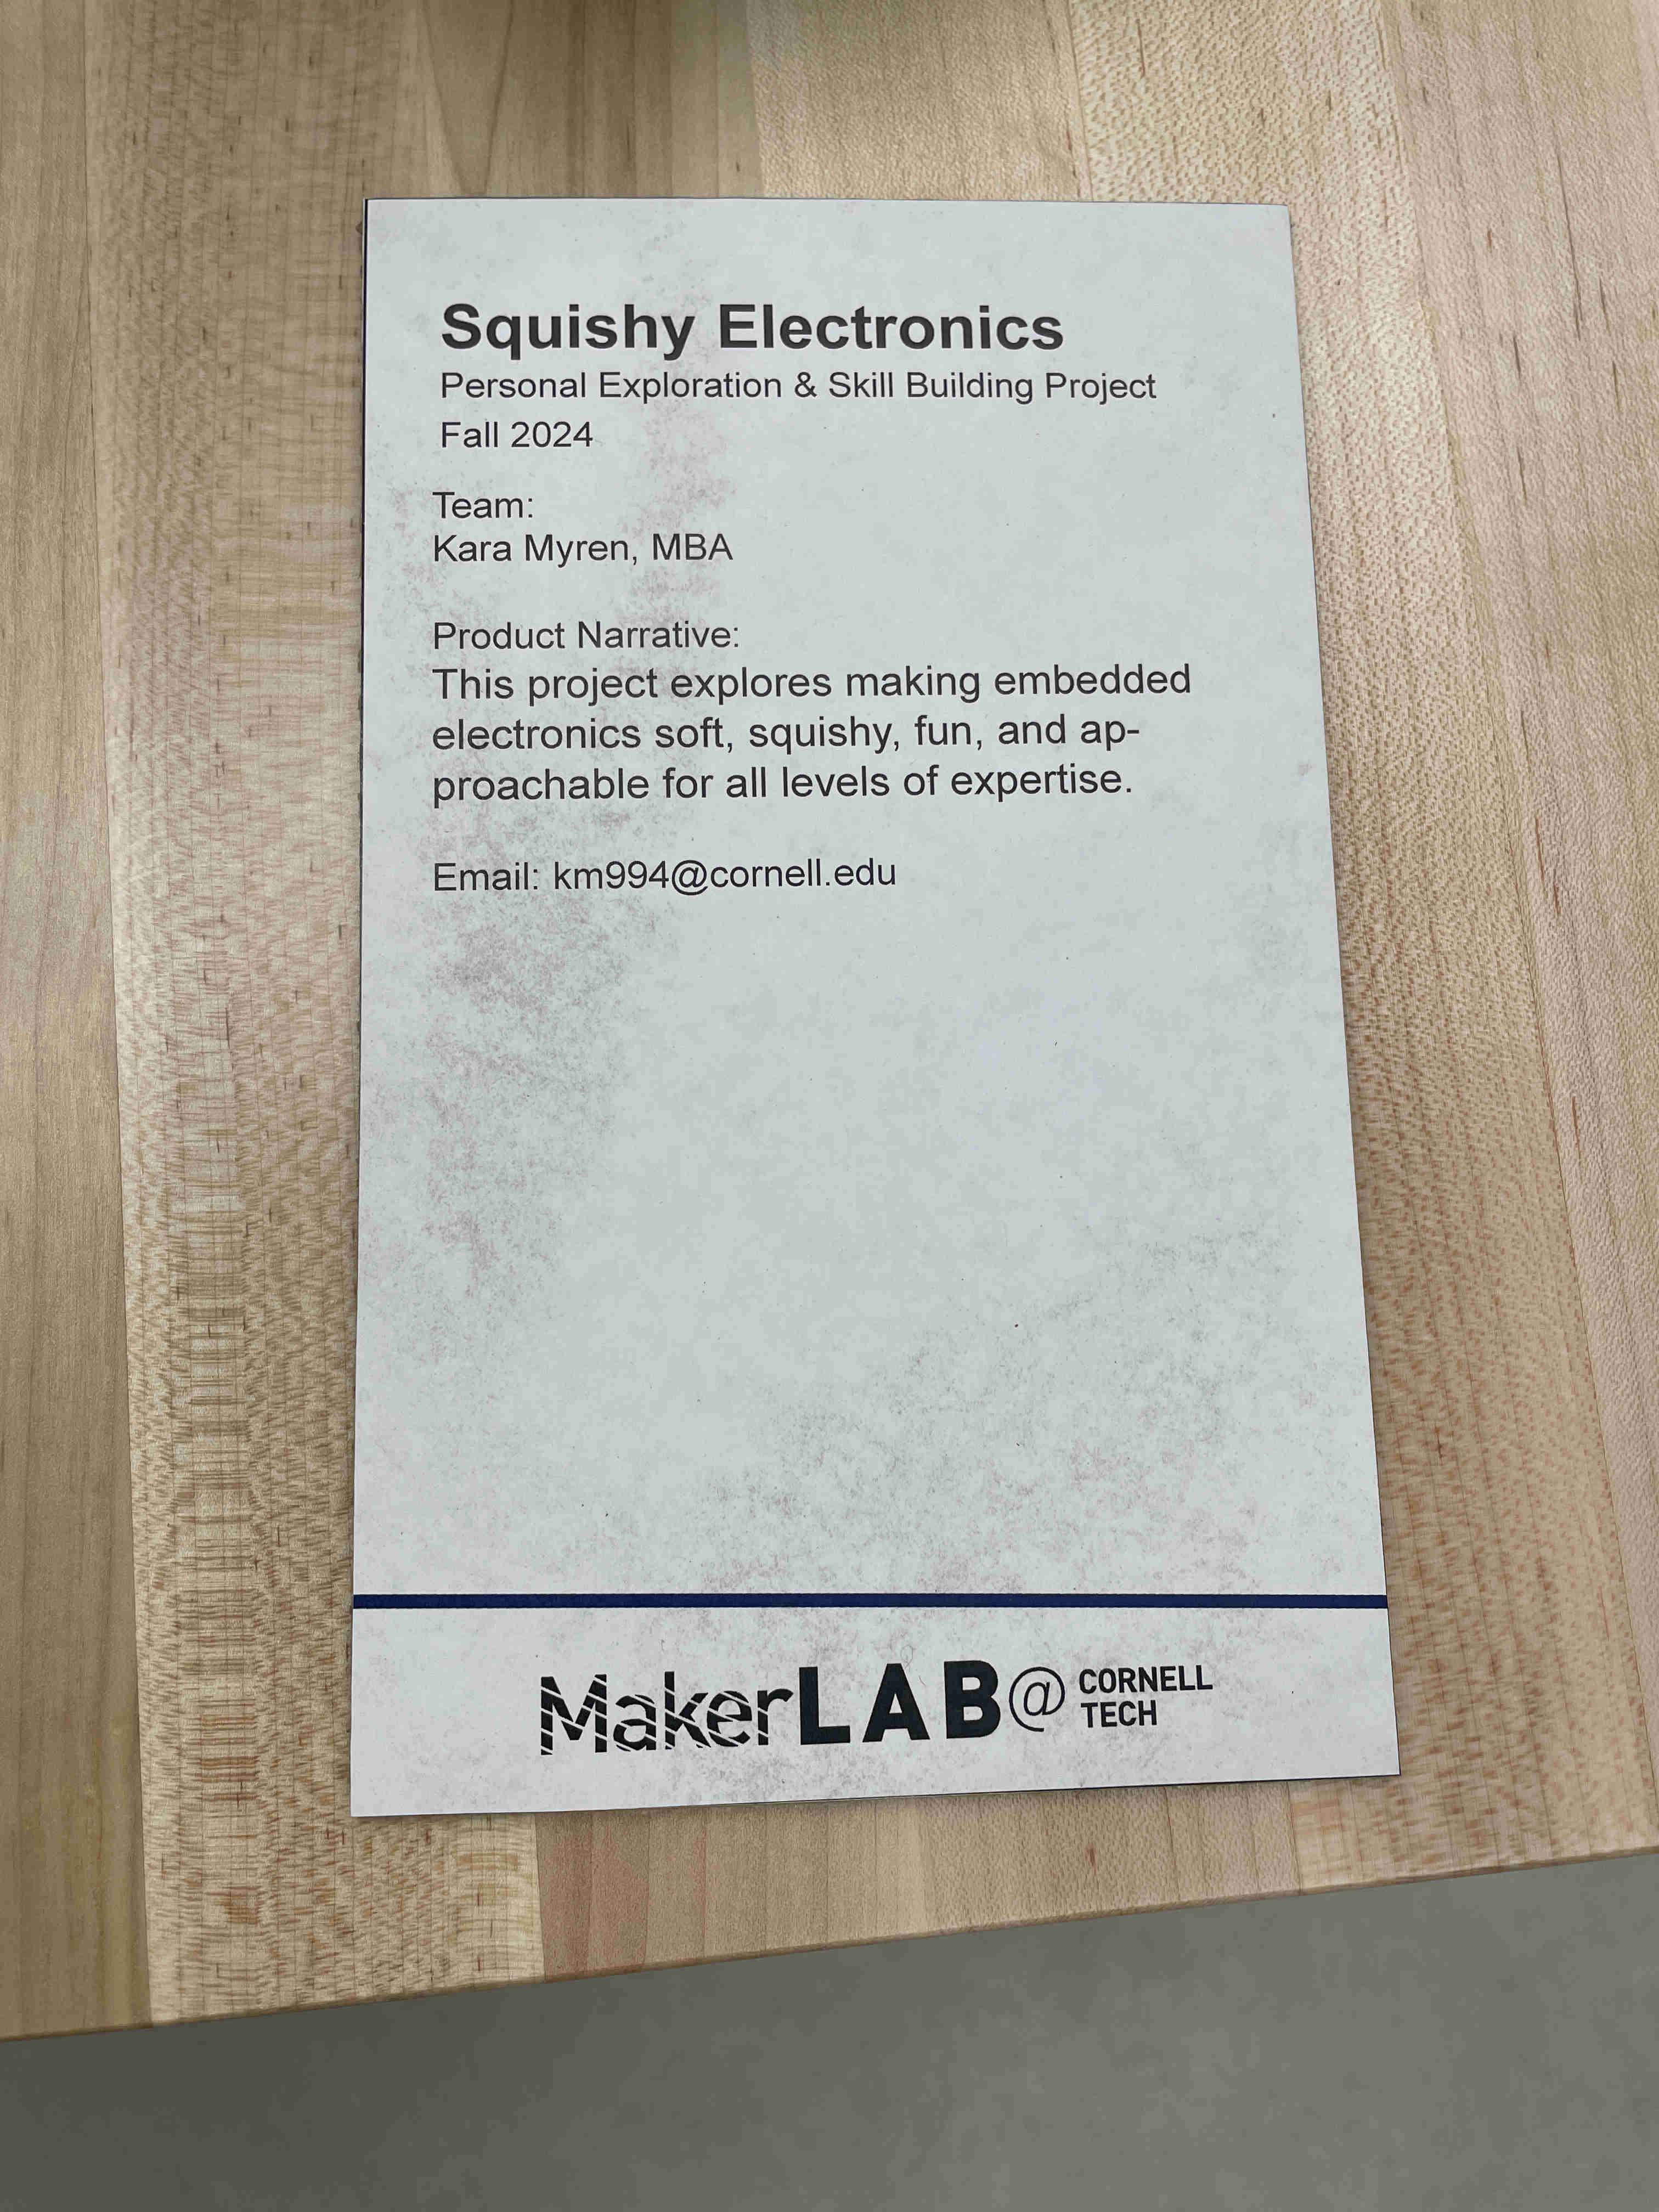 Squishy Electronics
Personal Exploration & Skill Building Project
Fall 2024
Team:
Kara Myren, MBA
Product Narrative:
This project explores making embedded
electronics soft, squishy, fun, and ap-
proachable for all levels of expertise.
Email: km994@cornell.edu
MakerLAB@ CORNELL
TECH